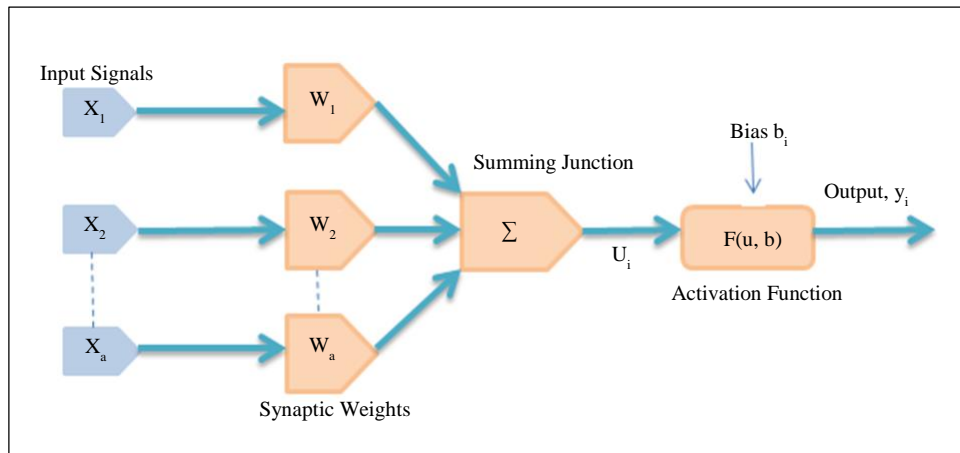 Input Signals
X₁
W₁
Bias bᵢ
Summing Junction
Output, yᵢ
X₂
W₂
Σ
F(u, b)
Uᵢ
Activation Function
Xₐ
Wₐ
Synaptic Weights